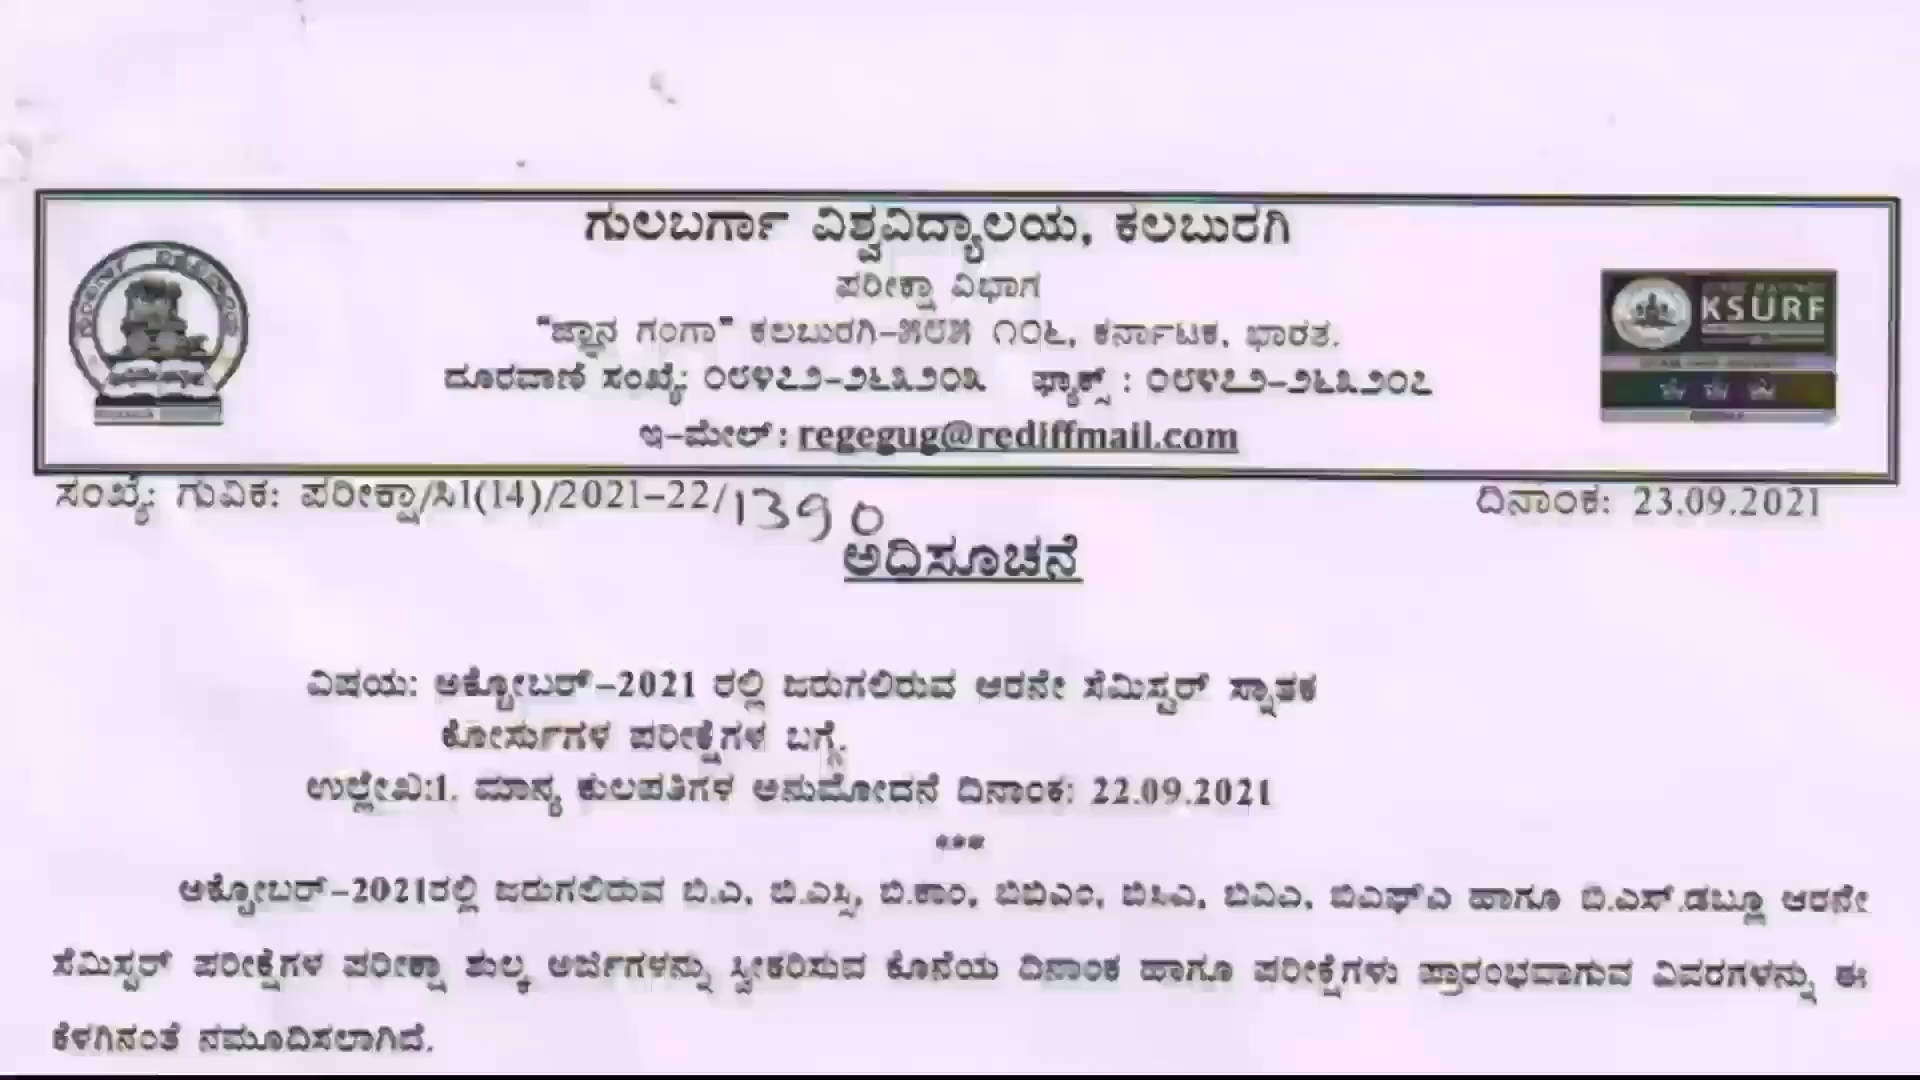 ಗುಲಬರ್ಗಾ ವಿಶ್ವವಿದ್ಯಾಲಯ, ಕಲಬುರಗಿ
ಪರೀಕ್ಷಾ ವಿಭಾಗ
"ಜ್ಞಾನ ಗಂಗಾ" ಕಲಬುರಗಿ-೫೮೫ ೧೦೬, ಕರ್ನಾಟಕ, ಭಾರತ.
ದೂರವಾಣಿ ಸಂಖ್ಯೆ: ೦೮೪೭೨-೨೬೩೨೦೩ ಫ್ಯಾಕ್ಸ್ : ೦೮೪೭೨-೨೬೩೨೦೭
ಇ-ಮೇಲ್ : regegug@rediffmail.com
KSURF
ಸಂಖ್ಯೆ: ಗುವಿಕ: ಪರೀಕ್ಷಾ/ಸಿ1(14)/2021-22/1390 ದಿನಾಂಕ: 23.09.2021
ಅದಿಸೂಚನೆ
ವಿಷಯ: ಅಕ್ಟೋಬರ್-2021 ರಲ್ಲಿ ಜರುಗಲಿರುವ ಆರನೇ ಸೆಮಿಸ್ಟರ್ ಸ್ನಾತಕ
ಕೋರ್ಸುಗಳ ಪರೀಕ್ಷೆಗಳ ಬಗ್ಗೆ.
ಉಲ್ಲೇಖ:1. ಮಾನ್ಯ ಕುಲಪತಿಗಳ ಅನುಮೋದನೆ ದಿನಾಂಕ: 22.09.2021
***
ಅಕ್ಟೋಬರ್-2021ರಲ್ಲಿ ಜರುಗಲಿರುವ ಬಿ.ಎ, ಬಿ.ಎಸ್ಸಿ, ಬಿ.ಕಾಂ, ಬಿಬಿಎಂ, ಬಿಸಿಎ, ಬಿವಿಎ, ಬಿಎಫ್ಎ ಹಾಗೂ ಬಿ.ಎಸ್.ಡಬ್ಲ್ಯೂ ಆರನೇ
ಸೆಮಿಸ್ಟರ್ ಪರೀಕ್ಷೆಗಳ ಪರೀಕ್ಷಾ ಶುಲ್ಕ ಅರ್ಜಿಗಳನ್ನು ಸ್ವೀಕರಿಸುವ ಕೊನೆಯ ದಿನಾಂಕ ಹಾಗೂ ಪರೀಕ್ಷೆಗಳು ಪ್ರಾರಂಭವಾಗುವ ವಿವರಗಳನ್ನು ಈ
ಕೆಳಗಿನಂತೆ ನಮೂದಿಸಲಾಗಿದೆ.